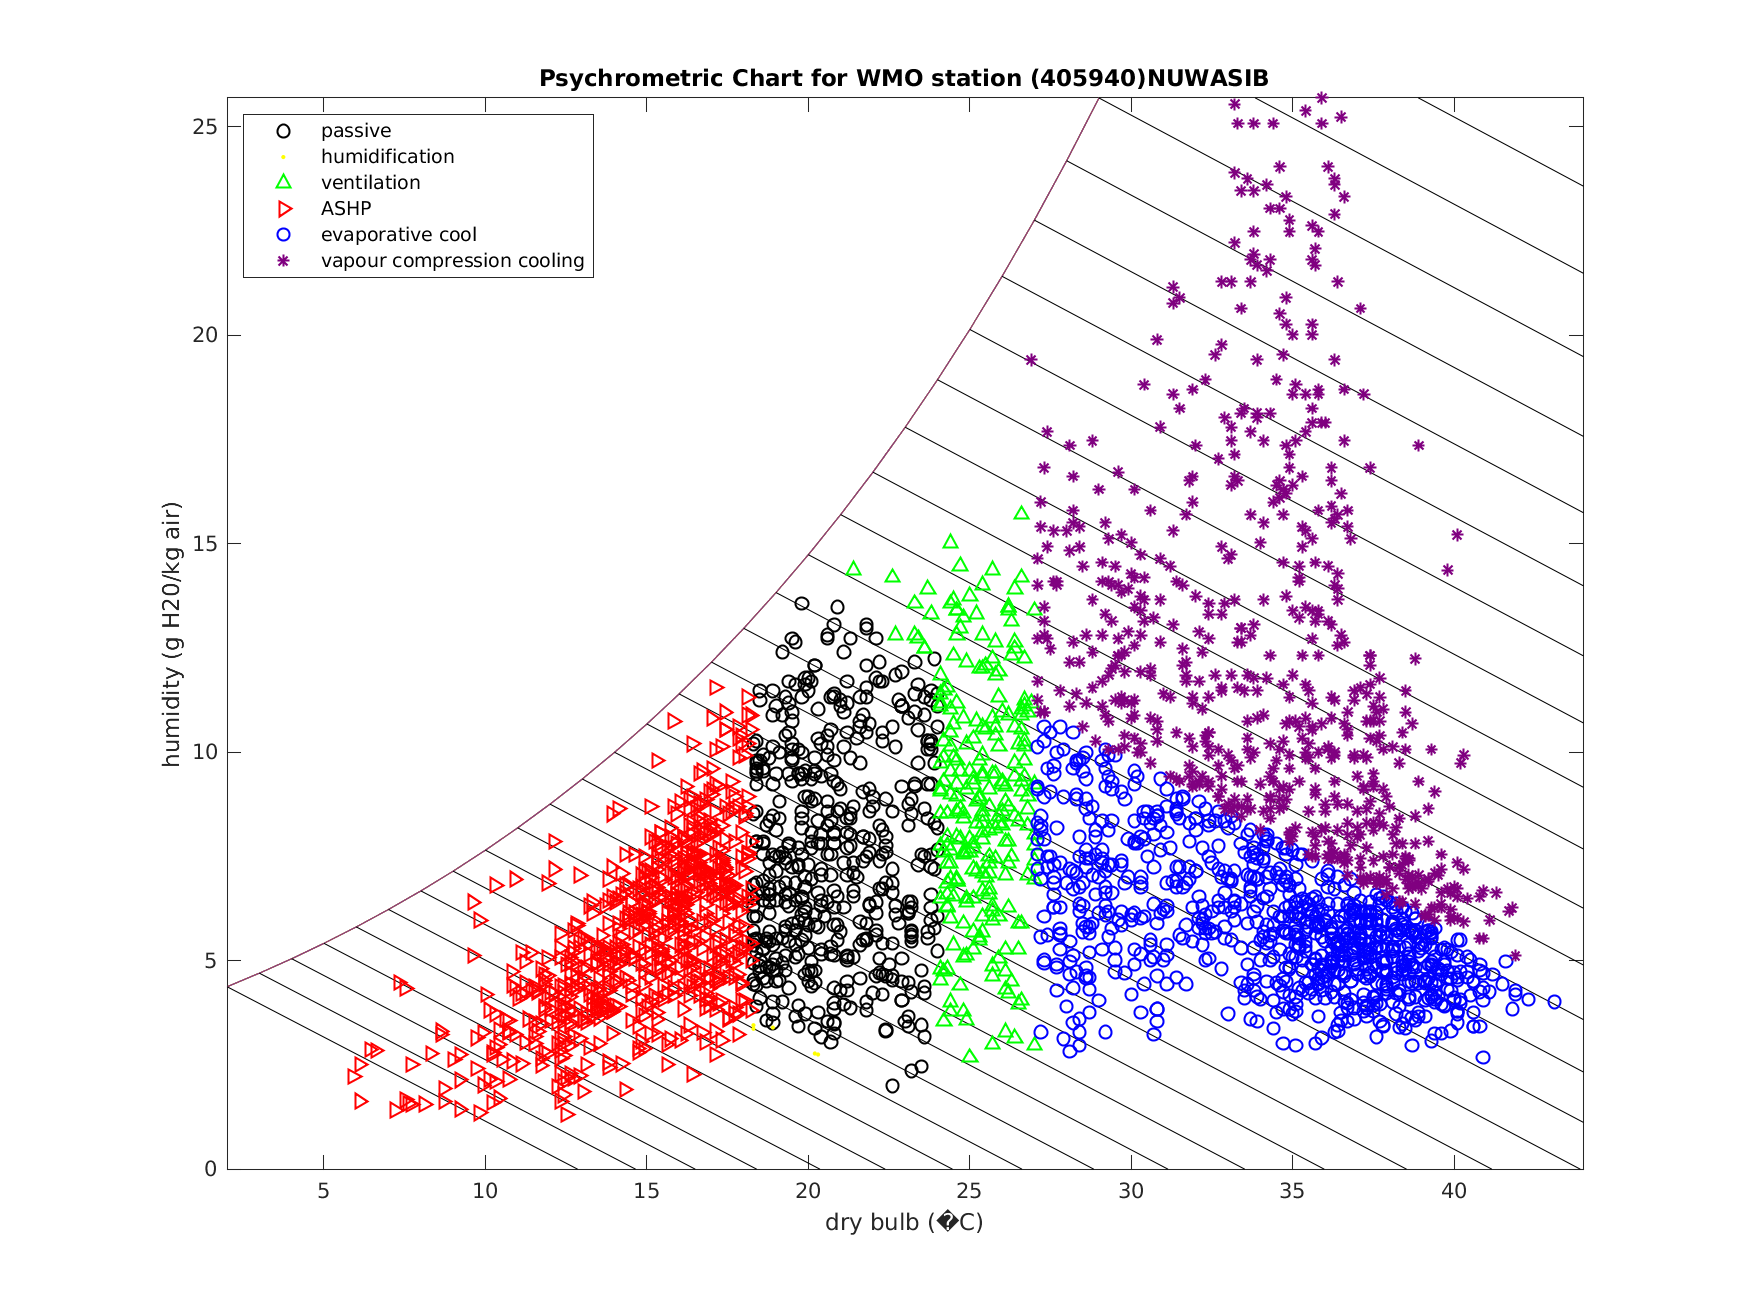 Psychrometric Chart for WMO station (405940)NUWASIB
passive
humidification
ventilation
ASHP
evaporative cool
vapour compression cooling
humidity (g H20/kg air)
25
20
15
10
5
0
5 10 15 20 25 30 35 40
dry bulb (�C)